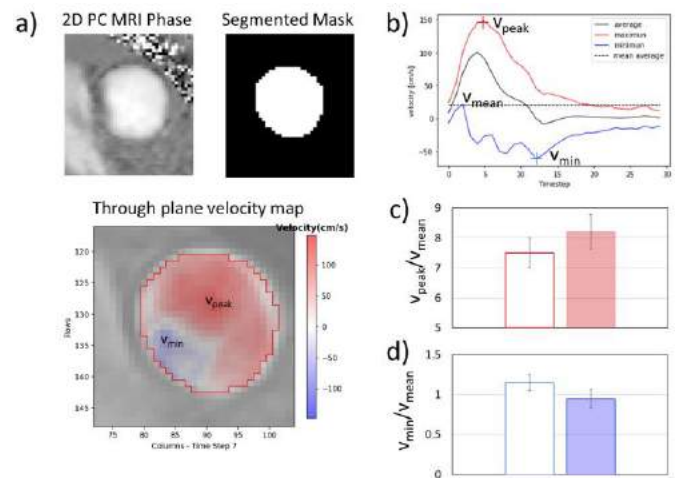 a)
2D PC MRI Phase
Segmented Mask
Through plane velocity map
Velocity(cm/s)
100
50
0
−50
−100
120
125
130
135
140
145
Rows
75
80
85
90
95
100
Columns - Time Step 7
vpeak
vmin
b)
150
100
50
0
−50
velocity [cm/s]
0
5
10
15
20
25
30
Timestep
vpeak
vmean
vmin
average
maximun
minimun
mean average
c)
9
8
7
6
5
vpeak/vmean
d)
1.5
1
0.5
0
vmin/vmean